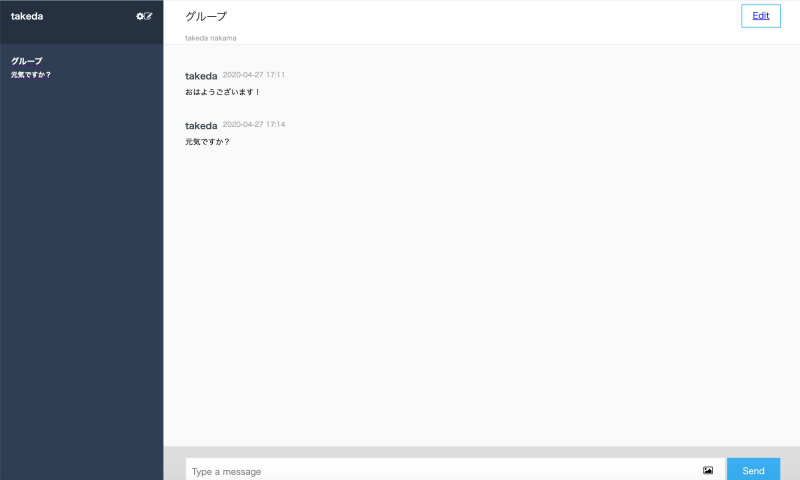 takeda
グループ
元気ですか？
グループ
Edit
takeda nakama
takeda 2020-04-27 17:11
おはようございます！
takeda 2020-04-27 17:14
元気ですか？
Type a message
Send